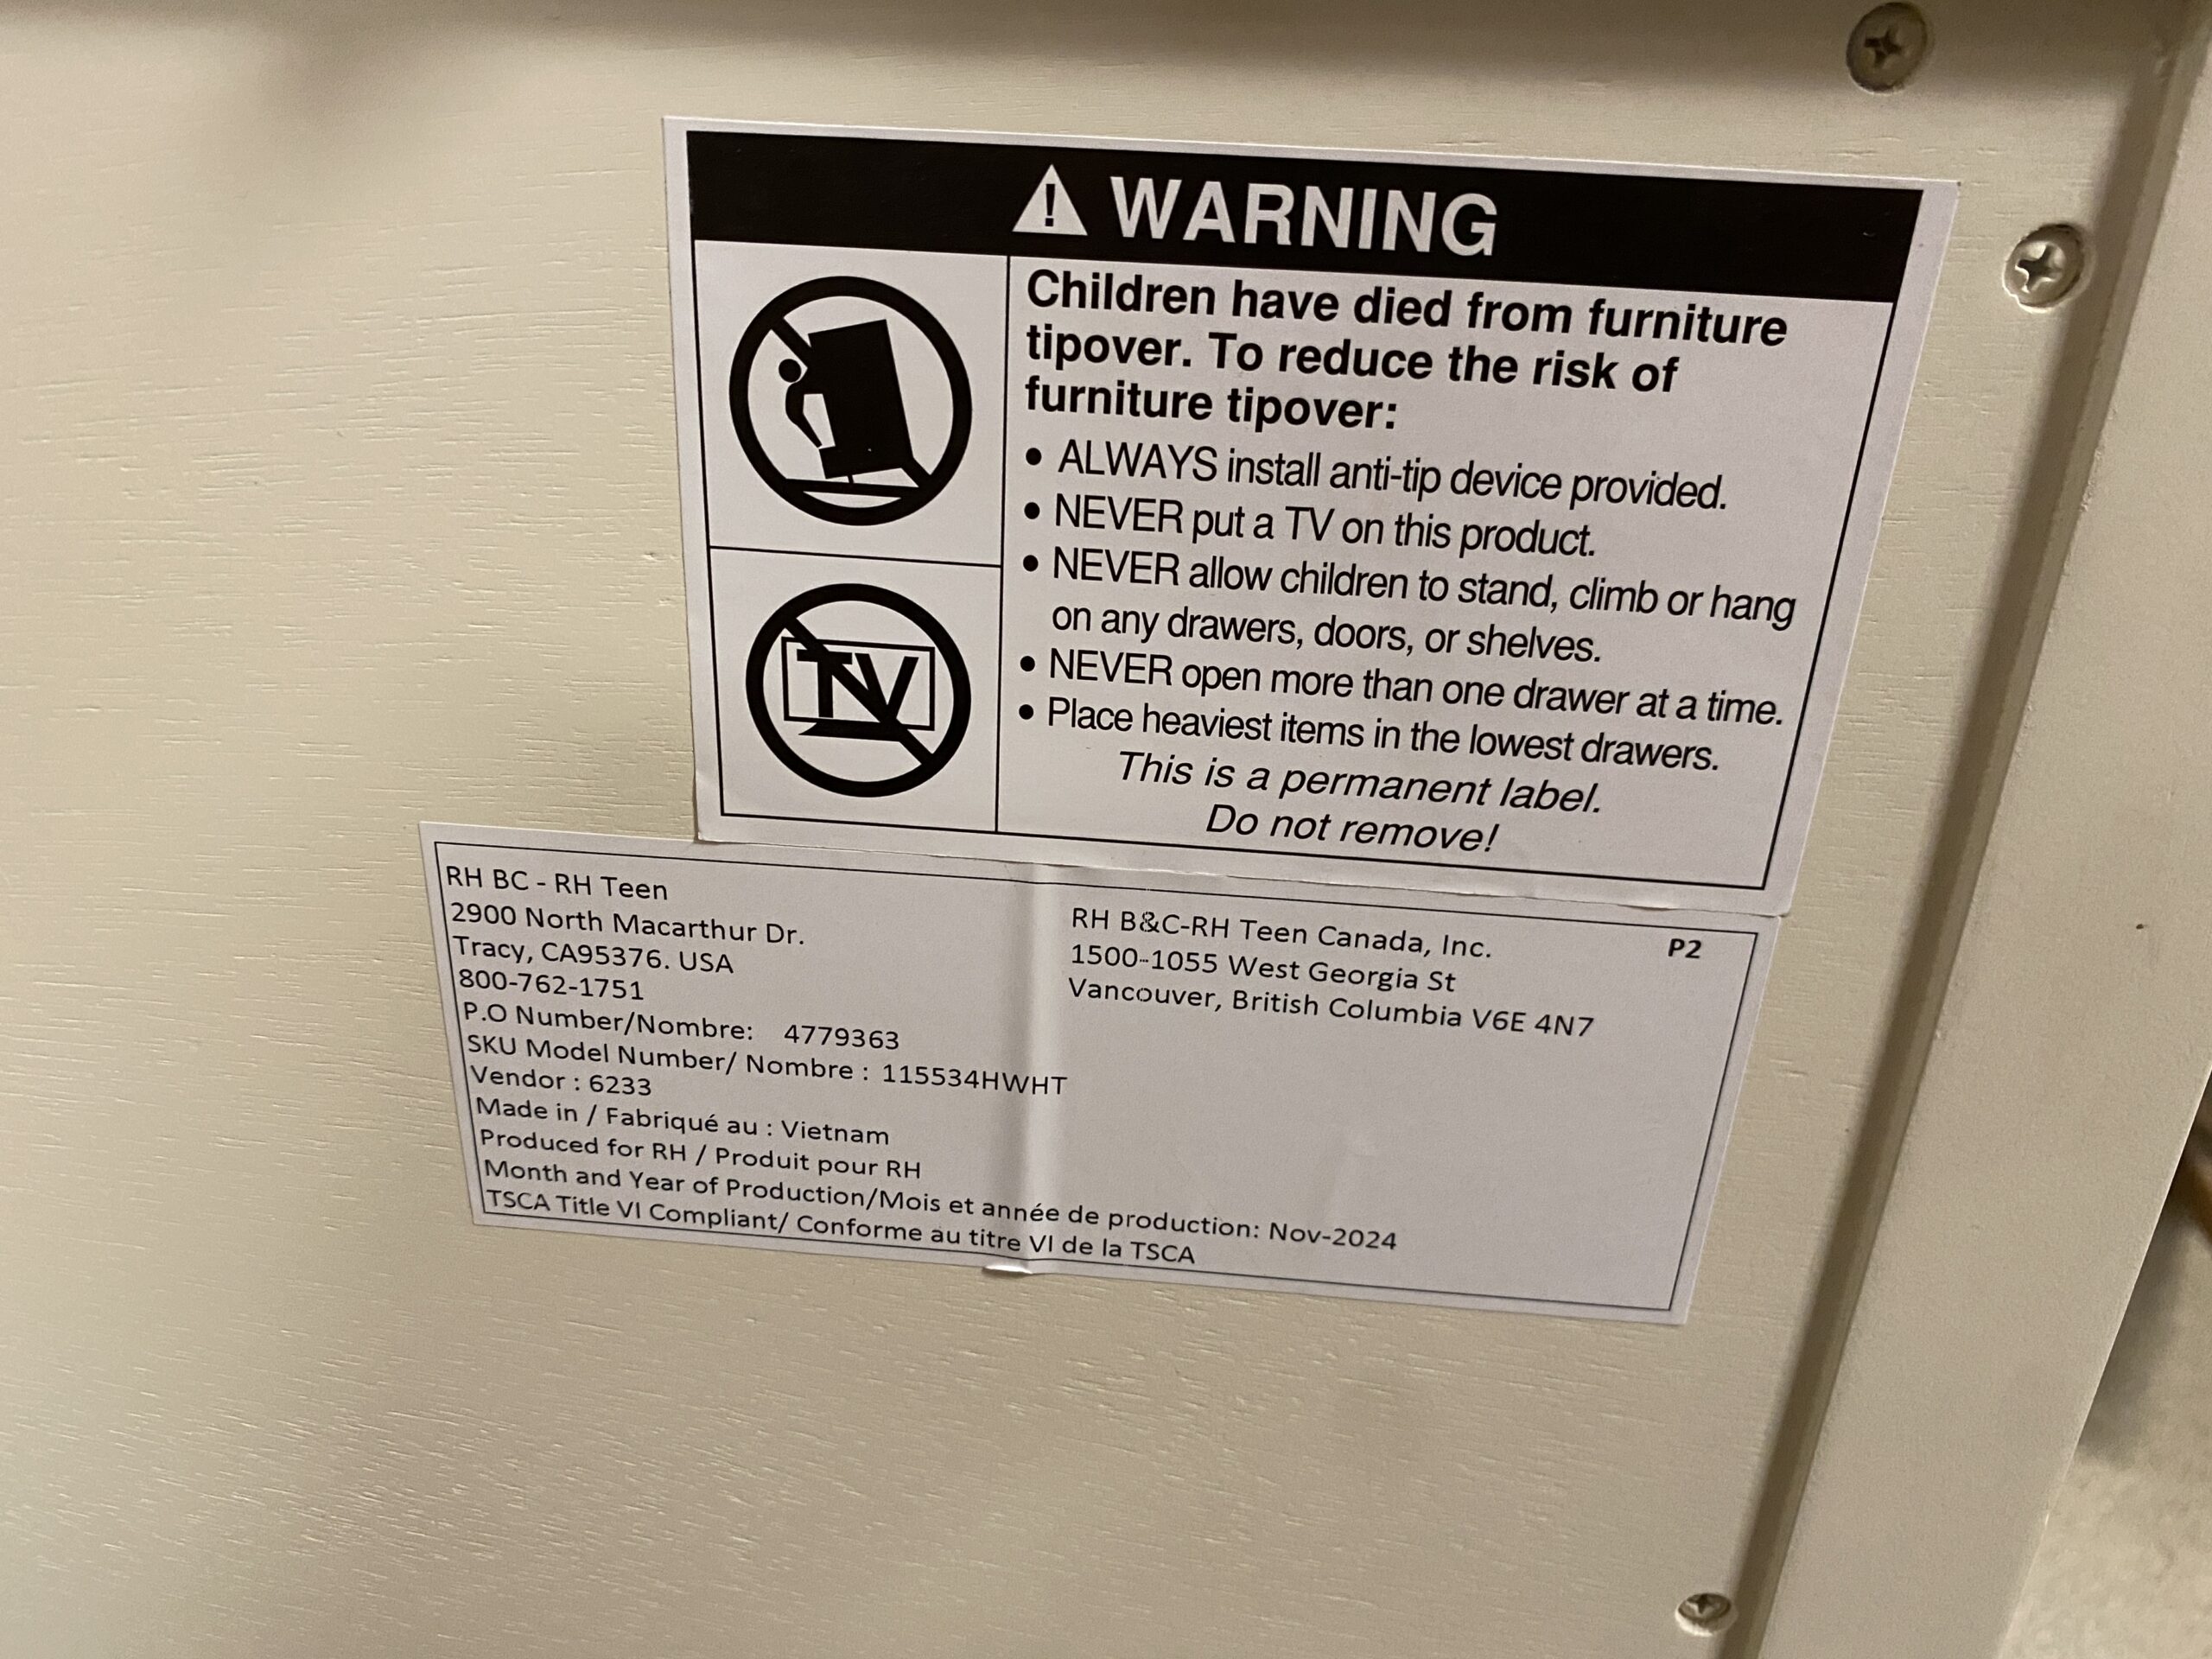 WARNING
Children have died from furniture
tipover. To reduce the risk of
furniture tipover:
• ALWAYS install anti-tip device provided.
• NEVER put a TV on this product.
• NEVER allow children to stand, climb or hang
on any drawers, doors, or shelves.
• NEVER open more than one drawer at a time.
• Place heaviest items in the lowest drawers.
This is a permanent label.
Do not remove!
TV
RH BC - RH Teen
2900 North Macarthur Dr.
Tracy, CA95376. USA
800-762-1751
P.O Number/Nombre: 4779363
SKU Model Number/ Nombre : 115534HWHT
Vendor : 6233
Made in / Fabriqué au : Vietnam
Produced for RH / Produit pour RH
Month and Year of Production/Mois et année de production: Nov-2024
TSCA Title VI Compliant/ Conforme au titre VI de la TSCA
RH B&C-RH Teen Canada, Inc.
1500-1055 West Georgia St
Vancouver, British Columbia V6E 4N7
P2